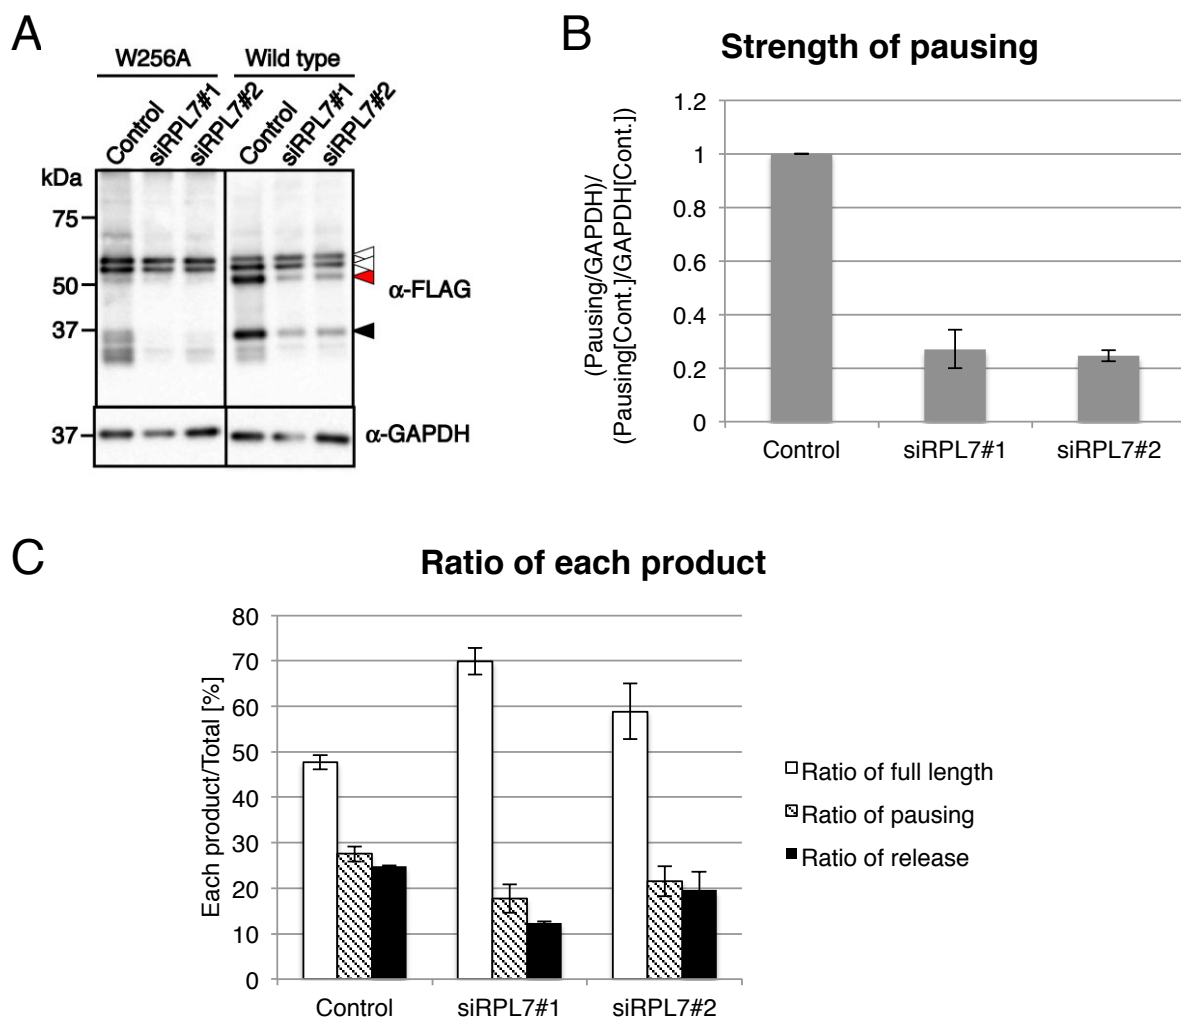 A
W256A
Wild type
Control
siRPL7#1
siRPL7#2
Control
siRPL7#1
siRPL7#2
kDa
75
50
37
α-FLAG
37
α-GAPDH
B
Strength of pausing
(Pausing/GAPDH)/
(Pausing[Cont.]/GAPDH[Cont.])
1.2
1
0.8
0.6
0.4
0.2
0
Control
siRPL7#1
siRPL7#2
C
Ratio of each product
Each product/Total [%]
80
70
60
50
40
30
20
10
0
Control
siRPL7#1
siRPL7#2
Ratio of full length
Ratio of pausing
Ratio of release